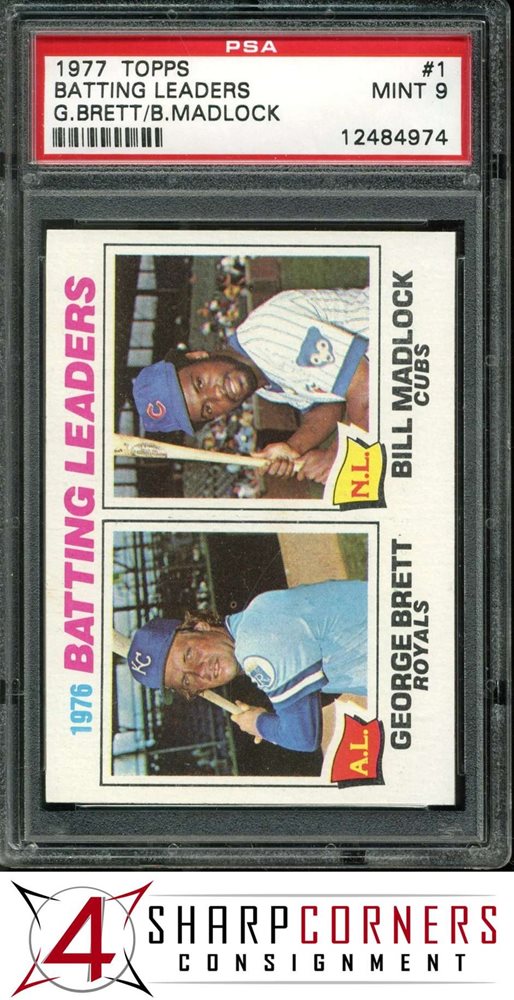 PSA
1977 TOPPS #1
BATTING LEADERS MINT 9
G.BRETT/B.MADLOCK
12484974
1976 BATTING LEADERS
A.L.
GEORGE BRETT
ROYALS
N.L.
BILL MADLOCK
CUBS
KC
C
4 SHARPCORNERS
CONSIGNMENT